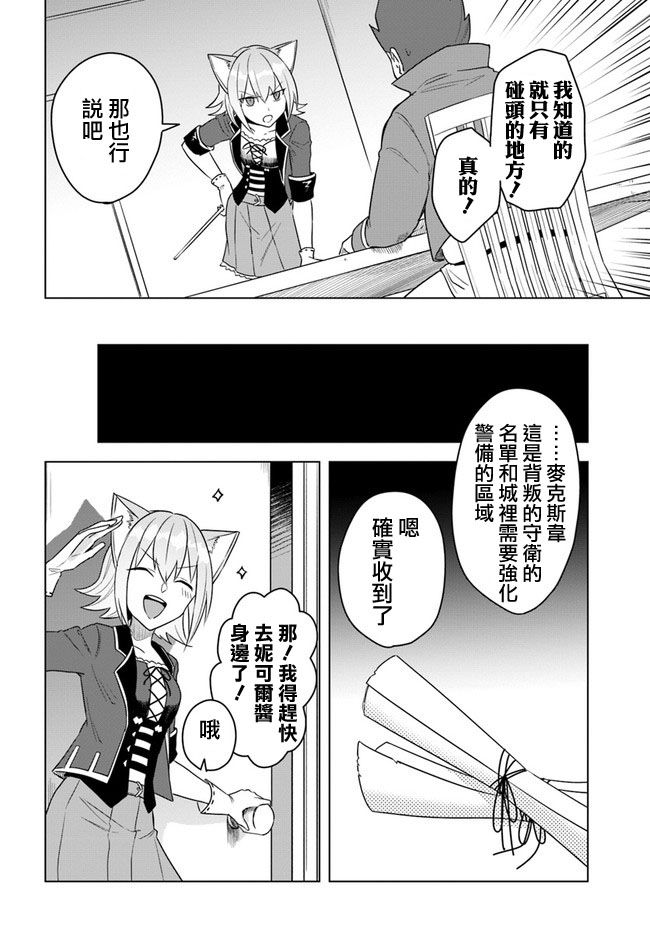 我知道的
就只有
碰頭的地方！
真的！
那也行
説吧
……麥克斯韋
這是背叛的守衛的
名單和城裡需要強化
警備的區域
嗯
確實收到了
那！我得趕快
去妮可爾醬
身邊了！
哦